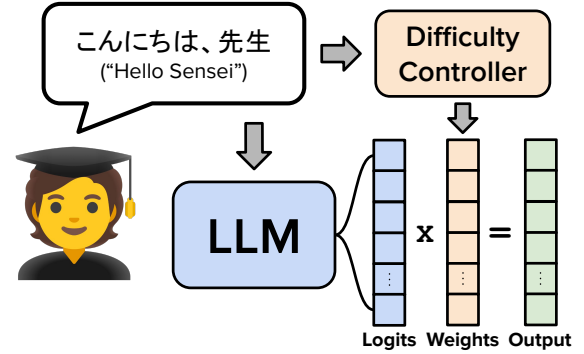 こんにちは、先生
(“Hello Sensei”)
Difficulty
Controller
LLM
x
=
⋮
⋮
⋮
Logits
Weights
Output